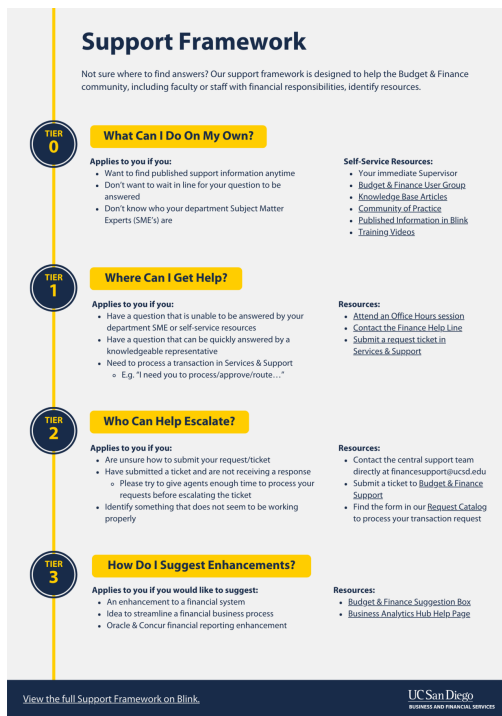 Support Framework
Not sure where to find answers? Our support framework is designed to help the Budget & Finance
community, including faculty or staff with financial responsibilities, identify resources.
TIER
0
What Can I Do On My Own?
Applies to you if you:
• Want to find published support information anytime
• Don't want to wait in line for your question to be
answered
• Don't know who your department Subject Matter
Experts (SME's) are
Self-Service Resources:
• Your immediate Supervisor
• Budget & Finance User Group
• Knowledge Base Articles
• Community of Practice
• Published Information in Blink
• Training Videos
TIER
1
Where Can I Get Help?
Applies to you if you:
• Have a question that is unable to be answered by your
department SME or self-service resources
• Have a question that can be quickly answered by a
knowledgeable representative
• Need to process a transaction in Services & Support
◦ E.g. "I need you to process/approve/route…"
Resources:
• Attend an Office Hours session
• Contact the Finance Help Line
• Submit a request ticket in
Services & Support
TIER
2
Who Can Help Escalate?
Applies to you if you:
• Are unsure how to submit your request/ticket
• Have submitted a ticket and are not receiving a response
◦ Please try to give agents enough time to process your
requests before escalating the ticket
• Identify something that does not seem to be working
properly
Resources:
• Contact the central support team
directly at financesupport@ucsd.edu
• Submit a ticket to Budget & Finance
Support
• Find the form in our Request Catalog
to process your transaction request
TIER
3
How Do I Suggest Enhancements?
Applies to you if you would like to suggest:
• An enhancement to a financial system
• Idea to streamline a financial business process
• Oracle & Concur financial reporting enhancement
Resources:
• Budget & Finance Suggestion Box
• Business Analytics Hub Help Page
View the full Support Framework on Blink.
UC San Diego
BUSINESS AND FINANCIAL SERVICES